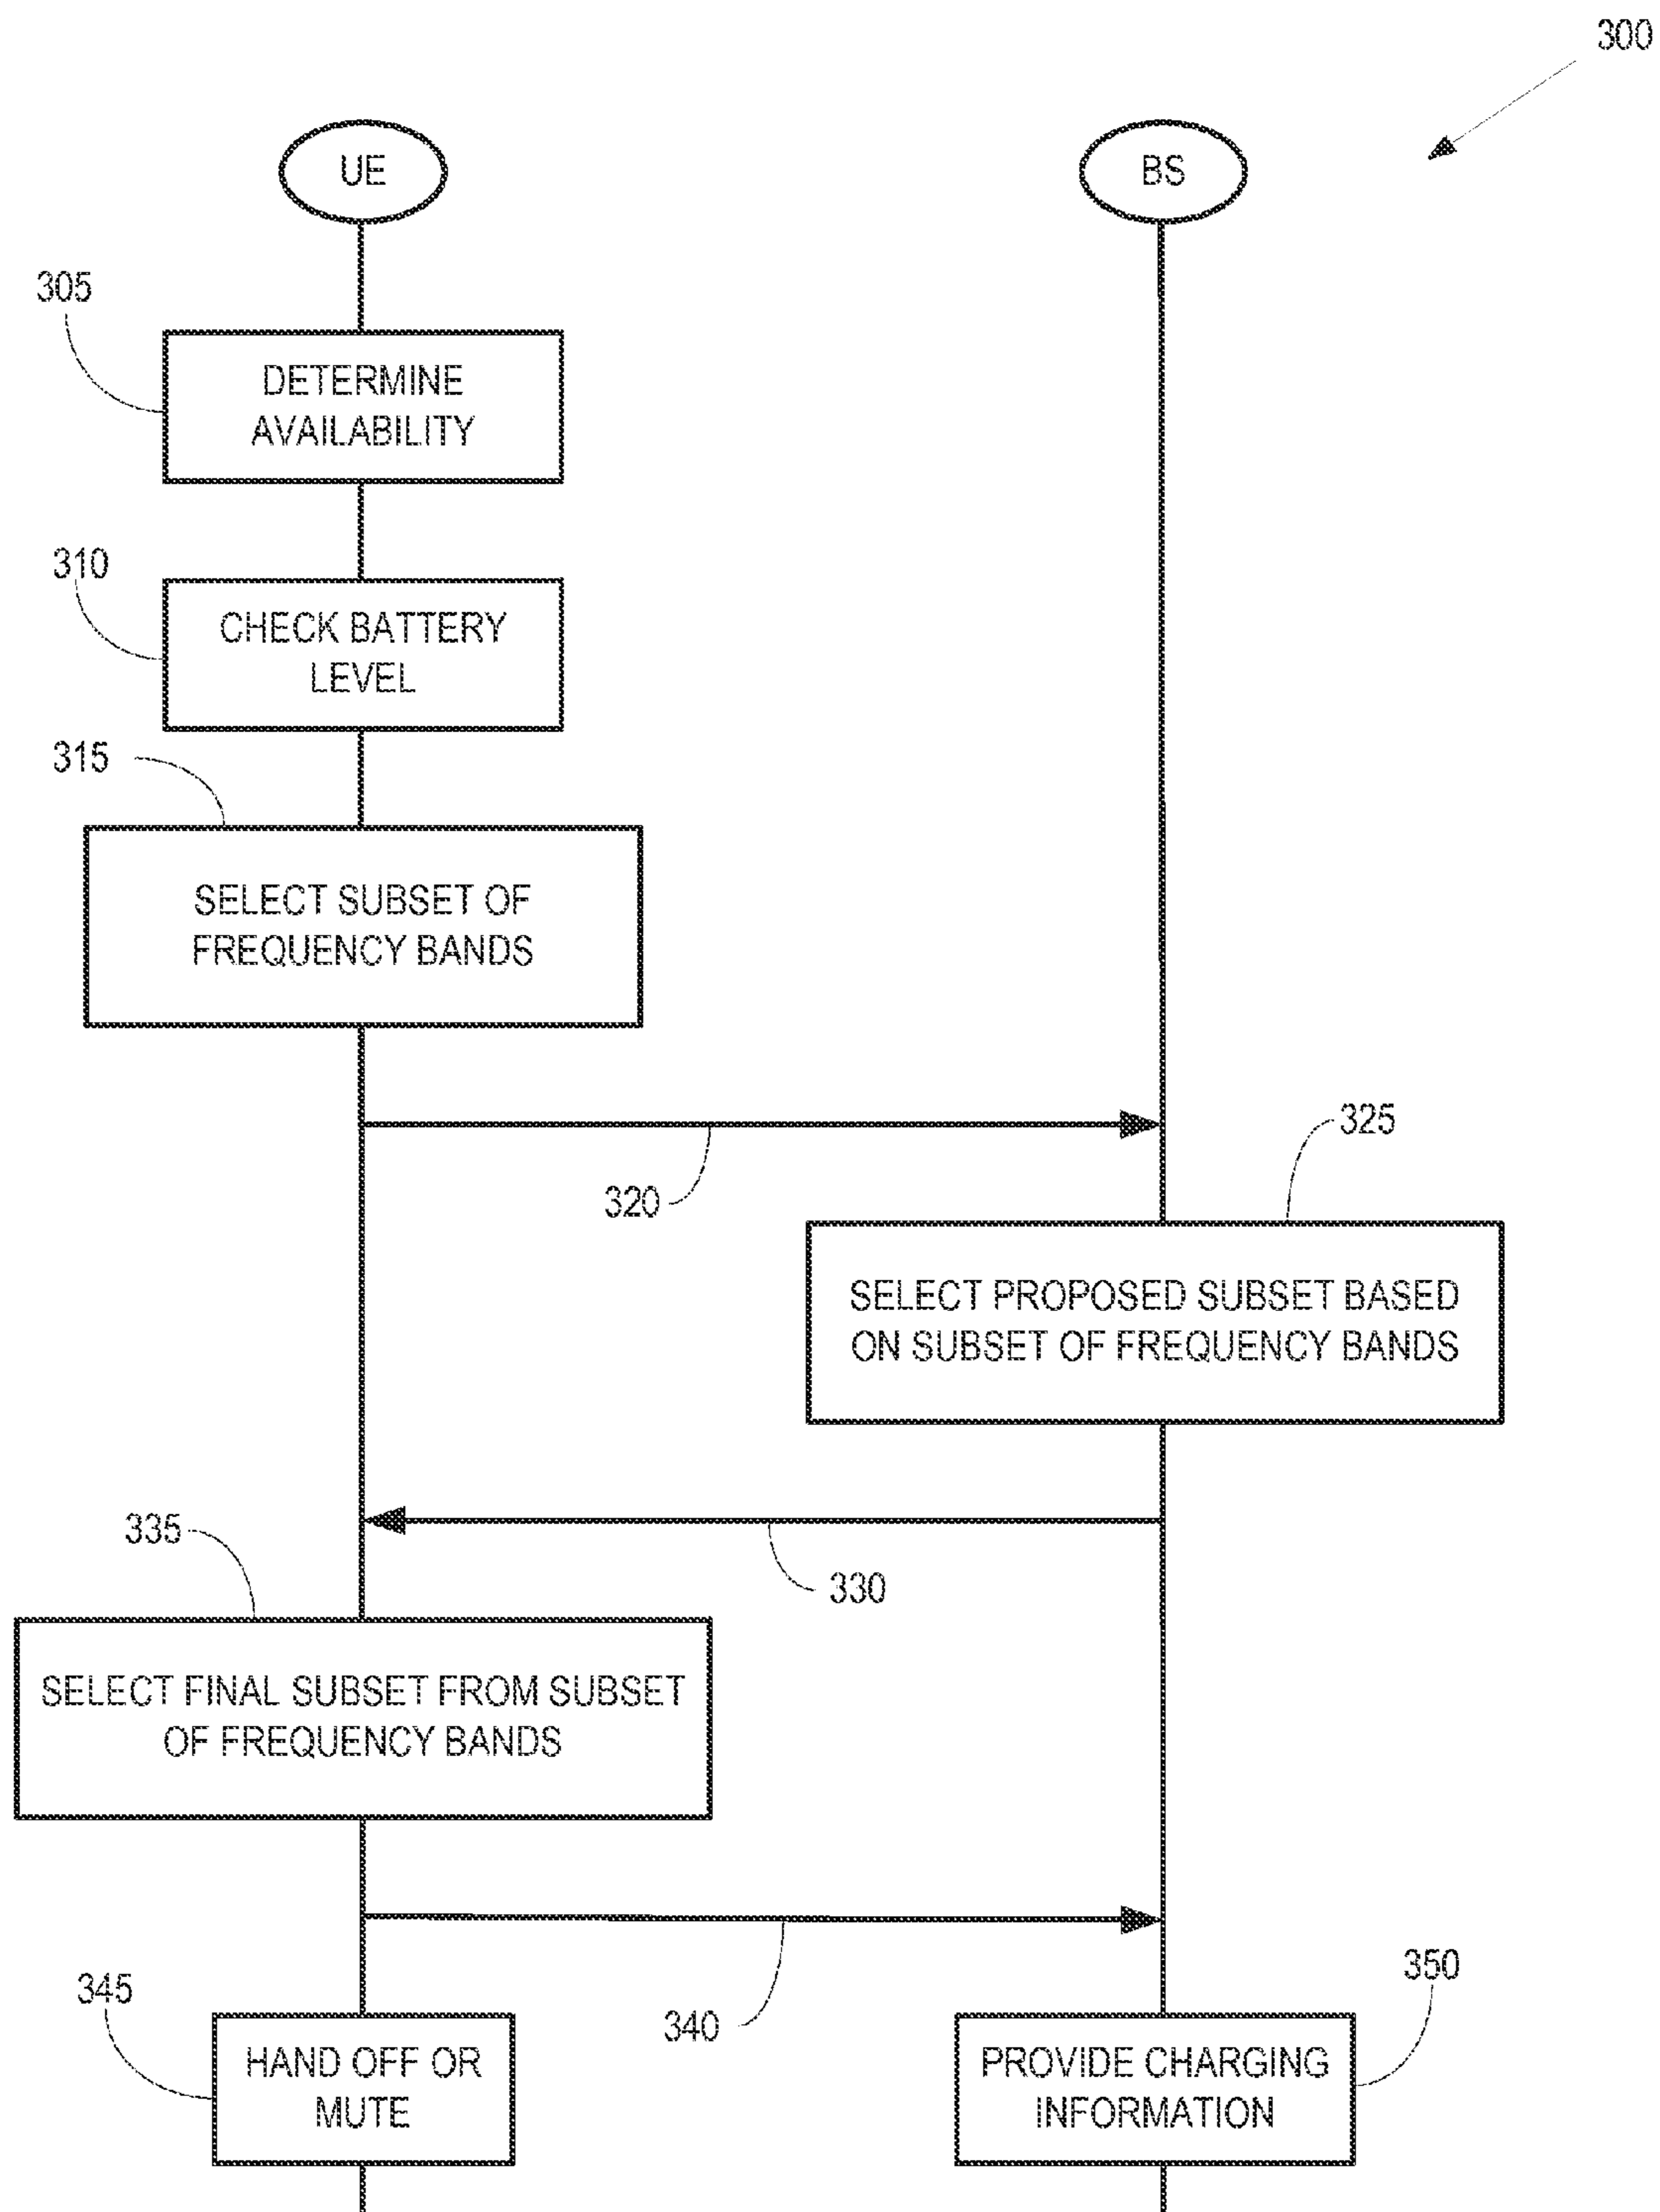 300
UE
BS
305
DETERMINE
AVAILABILITY
310
CHECK BATTERY
LEVEL
315
SELECT SUBSET OF
FREQUENCY BANDS
320
325
SELECT PROPOSED SUBSET BASED
ON SUBSET OF FREQUENCY BANDS
330
335
SELECT FINAL SUBSET FROM SUBSET
OF FREQUENCY BANDS
340
345
HAND OFF OR
MUTE
350
PROVIDE CHARGING
INFORMATION